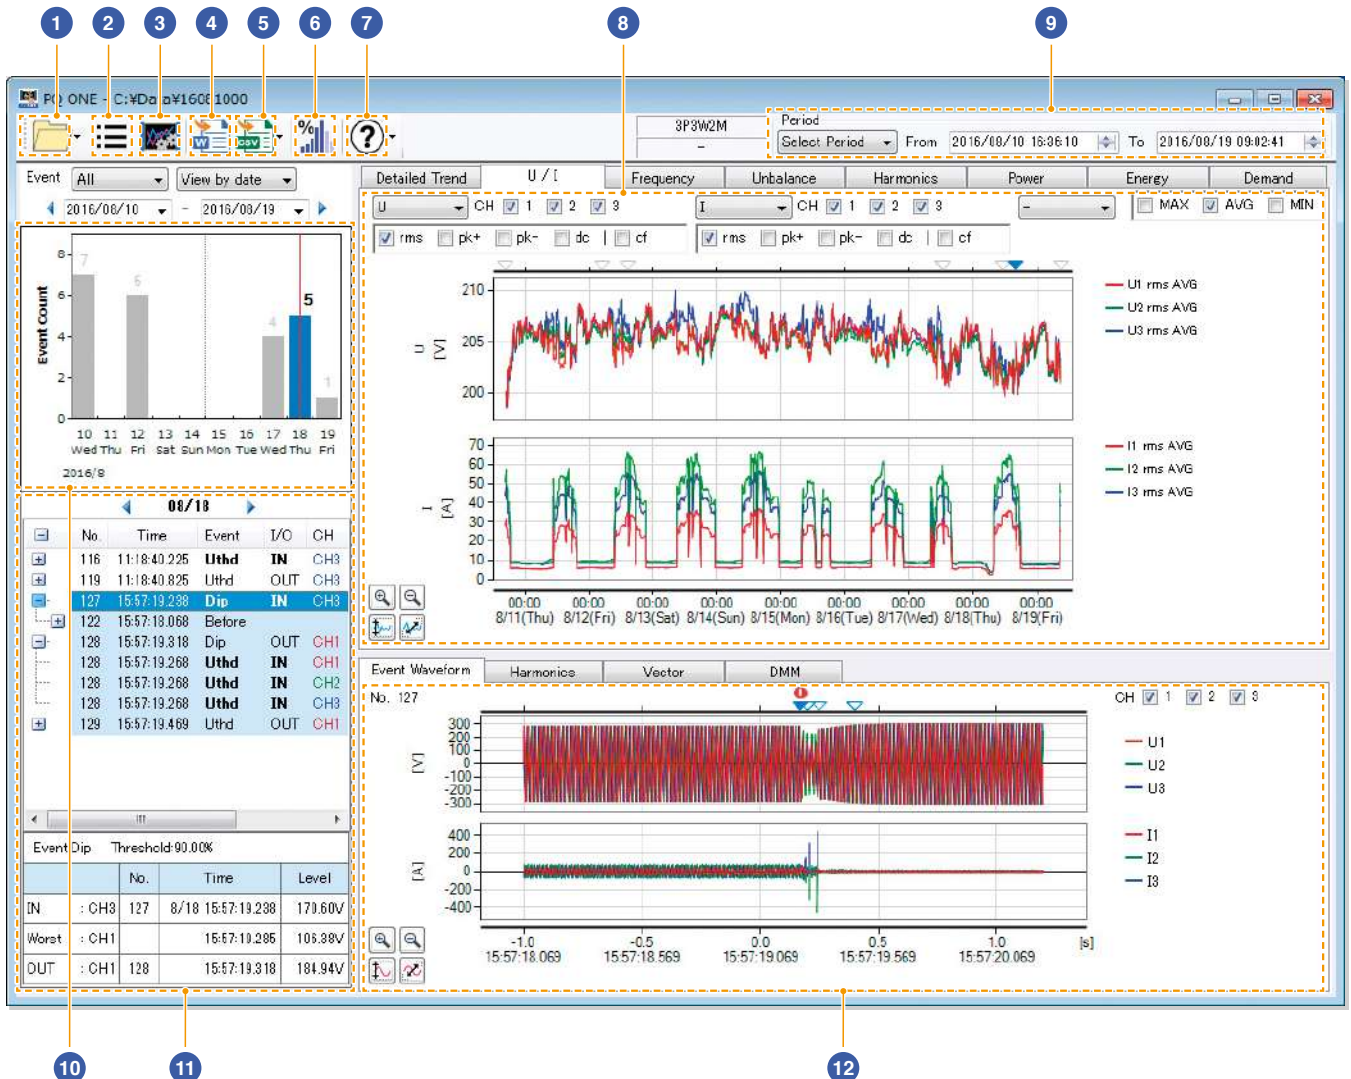 1 2 3 4 5 6 7 8 9
PQ ONE - C:¥Data¥16081000
W CSV % ?
3P3W2M
-
Period
Select Period From 2016/08/10 16:36:10 To 2016/08/19 09:02:41
Event All View by date
2016/08/10 - 2016/08/19
Detailed Trend U / I Frequency Unbalance Harmonics Power Energy Demand
U CH 1 2 3 I CH 1 2 3 - MAX AVG MIN
rms pk+ pk- dc | cf rms pk+ pk- dc | cf
Event Count
8
6
4
2
0
7 6 4 5 1
10 11 12 13 14 15 16 17 18 19
Wed Thu Fri Sat Sun Mon Tue Wed Thu Fri
2016/8
U [V]
210
205
200
U1 rms AVG
U2 rms AVG
U3 rms AVG
I [A]
70
60
50
40
30
20
10
0
I1 rms AVG
I2 rms AVG
I3 rms AVG
00:00 00:00 00:00 00:00 00:00 00:00 00:00 00:00 00:00
8/11(Thu) 8/12(Fri) 8/13(Sat) 8/14(Sun) 8/15(Mon) 8/16(Tue) 8/17(Wed) 8/18(Thu) 8/19(Fri)
08/18
No. Time Event I/O CH
116 11:18:40.225 Uthd IN CH3
119 11:18:40.825 Uthd OUT CH3
127 15:57:19.238 Dip IN CH3
122 15:57:18.068 Before
128 15:57:19.318 Dip OUT CH1
128 15:57:19.268 Uthd IN CH1
128 15:57:19.268 Uthd IN CH2
128 15:57:19.268 Uthd IN CH3
129 15:57:19.469 Uthd OUT CH1
Event:Dip Threshold:90.00%
No. Time Level
IN : CH3 127 8/18 15:57:19.238 170.60V
Worst : CH1 15:57:19.285 106.38V
OUT : CH1 128 15:57:19.318 184.94V
Event Waveform Harmonics Vector DMM
No. 127
CH 1 2 3
[V]
300
200
100
0
-100
-200
-300
U1
U2
U3
[A]
400
200
0
-200
-400
I1
I2
I3
-1.0 -0.5 0.0 0.5 1.0 [s]
15:57:18.069 15:57:18.569 15:57:19.069 15:57:19.569 15:57:20.069
10 11 12